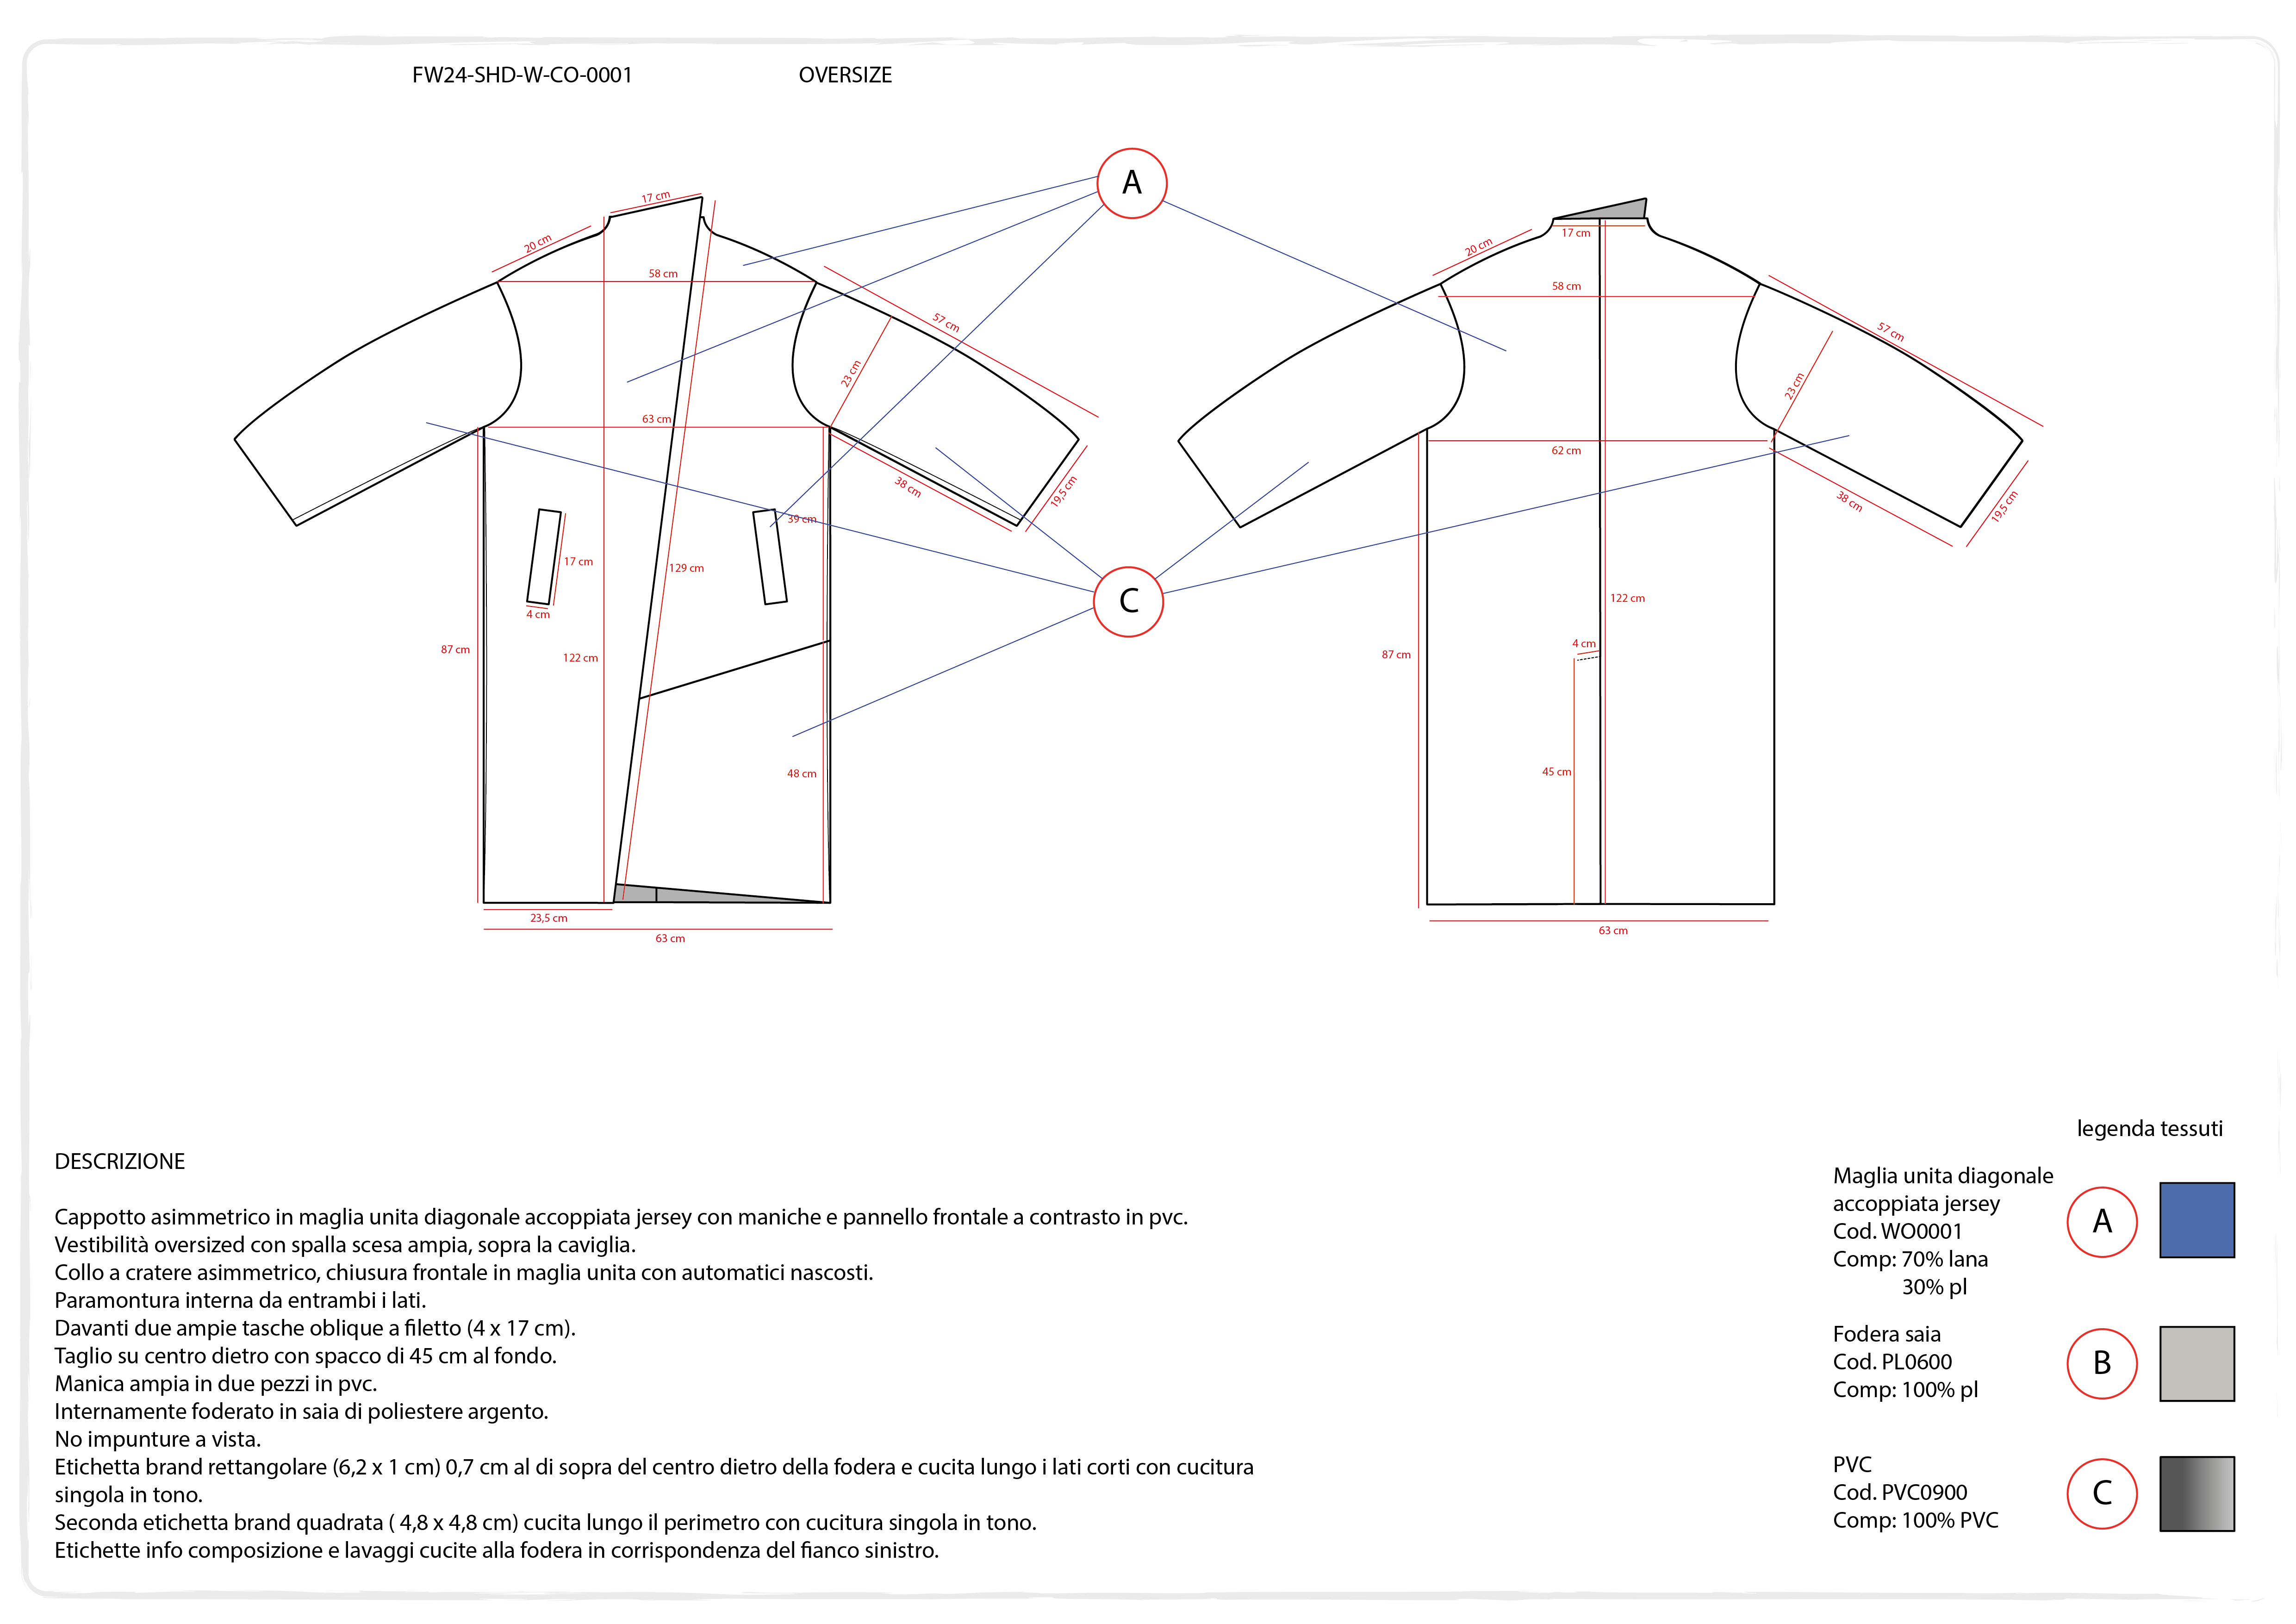 FW24-SHD-W-CO-0001
OVERSIZE
A
17 cm
20 cm
58 cm
57 cm
23 cm
63 cm
38 cm
19,5 cm
39 cm
17 cm
129 cm
4 cm
87 cm
122 cm
48 cm
23,5 cm
63 cm
C
17 cm
20 cm
58 cm
57 cm
23 cm
62 cm
38 cm
19,5 cm
122 cm
4 cm
87 cm
45 cm
63 cm
DESCRIZIONE
Cappotto asimmetrico in maglia unita diagonale accoppiata jersey con maniche e pannello frontale a contrasto in pvc.
Vestibilità oversized con spalla scesa ampia, sopra la caviglia.
Collo a cratere asimmetrico, chiusura frontale in maglia unita con automatici nascosti.
Paramontura interna da entrambi i lati.
Davanti due ampie tasche oblique a filetto (4 x 17 cm).
Taglio su centro dietro con spacco di 45 cm al fondo.
Manica ampia in due pezzi in pvc.
Internamente foderato in saia di poliestere argento.
No impunture a vista.
Etichetta brand rettangolare (6,2 x 1 cm) 0,7 cm al di sopra del centro dietro della fodera e cucita lungo i lati corti con cucitura
singola in tono.
Seconda etichetta brand quadrata ( 4,8 x 4,8 cm) cucita lungo il perimetro con cucitura singola in tono.
Etichette info composizione e lavaggi cucite alla fodera in corrispondenza del fianco sinistro.
legenda tessuti
Maglia unita diagonale
accoppiata jersey
Cod. WO0001
Comp: 70% lana
30% pl
A
Fodera saia
Cod. PL0600
Comp: 100% pl
B
PVC
Cod. PVC0900
Comp: 100% PVC
C